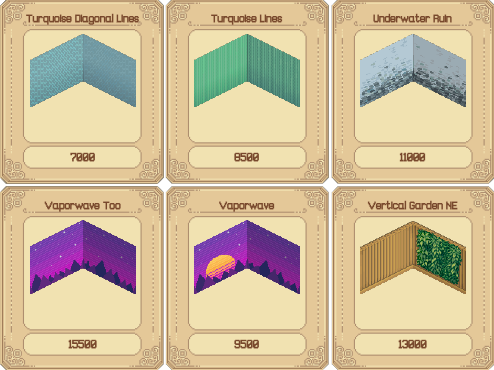 Turquoise Diagonal Lines
7000
Turquoise Lines
8500
Underwater Ruin
11000
Vaporwave Too
15500
Vaporwave
9500
Vertical Garden NE
13000